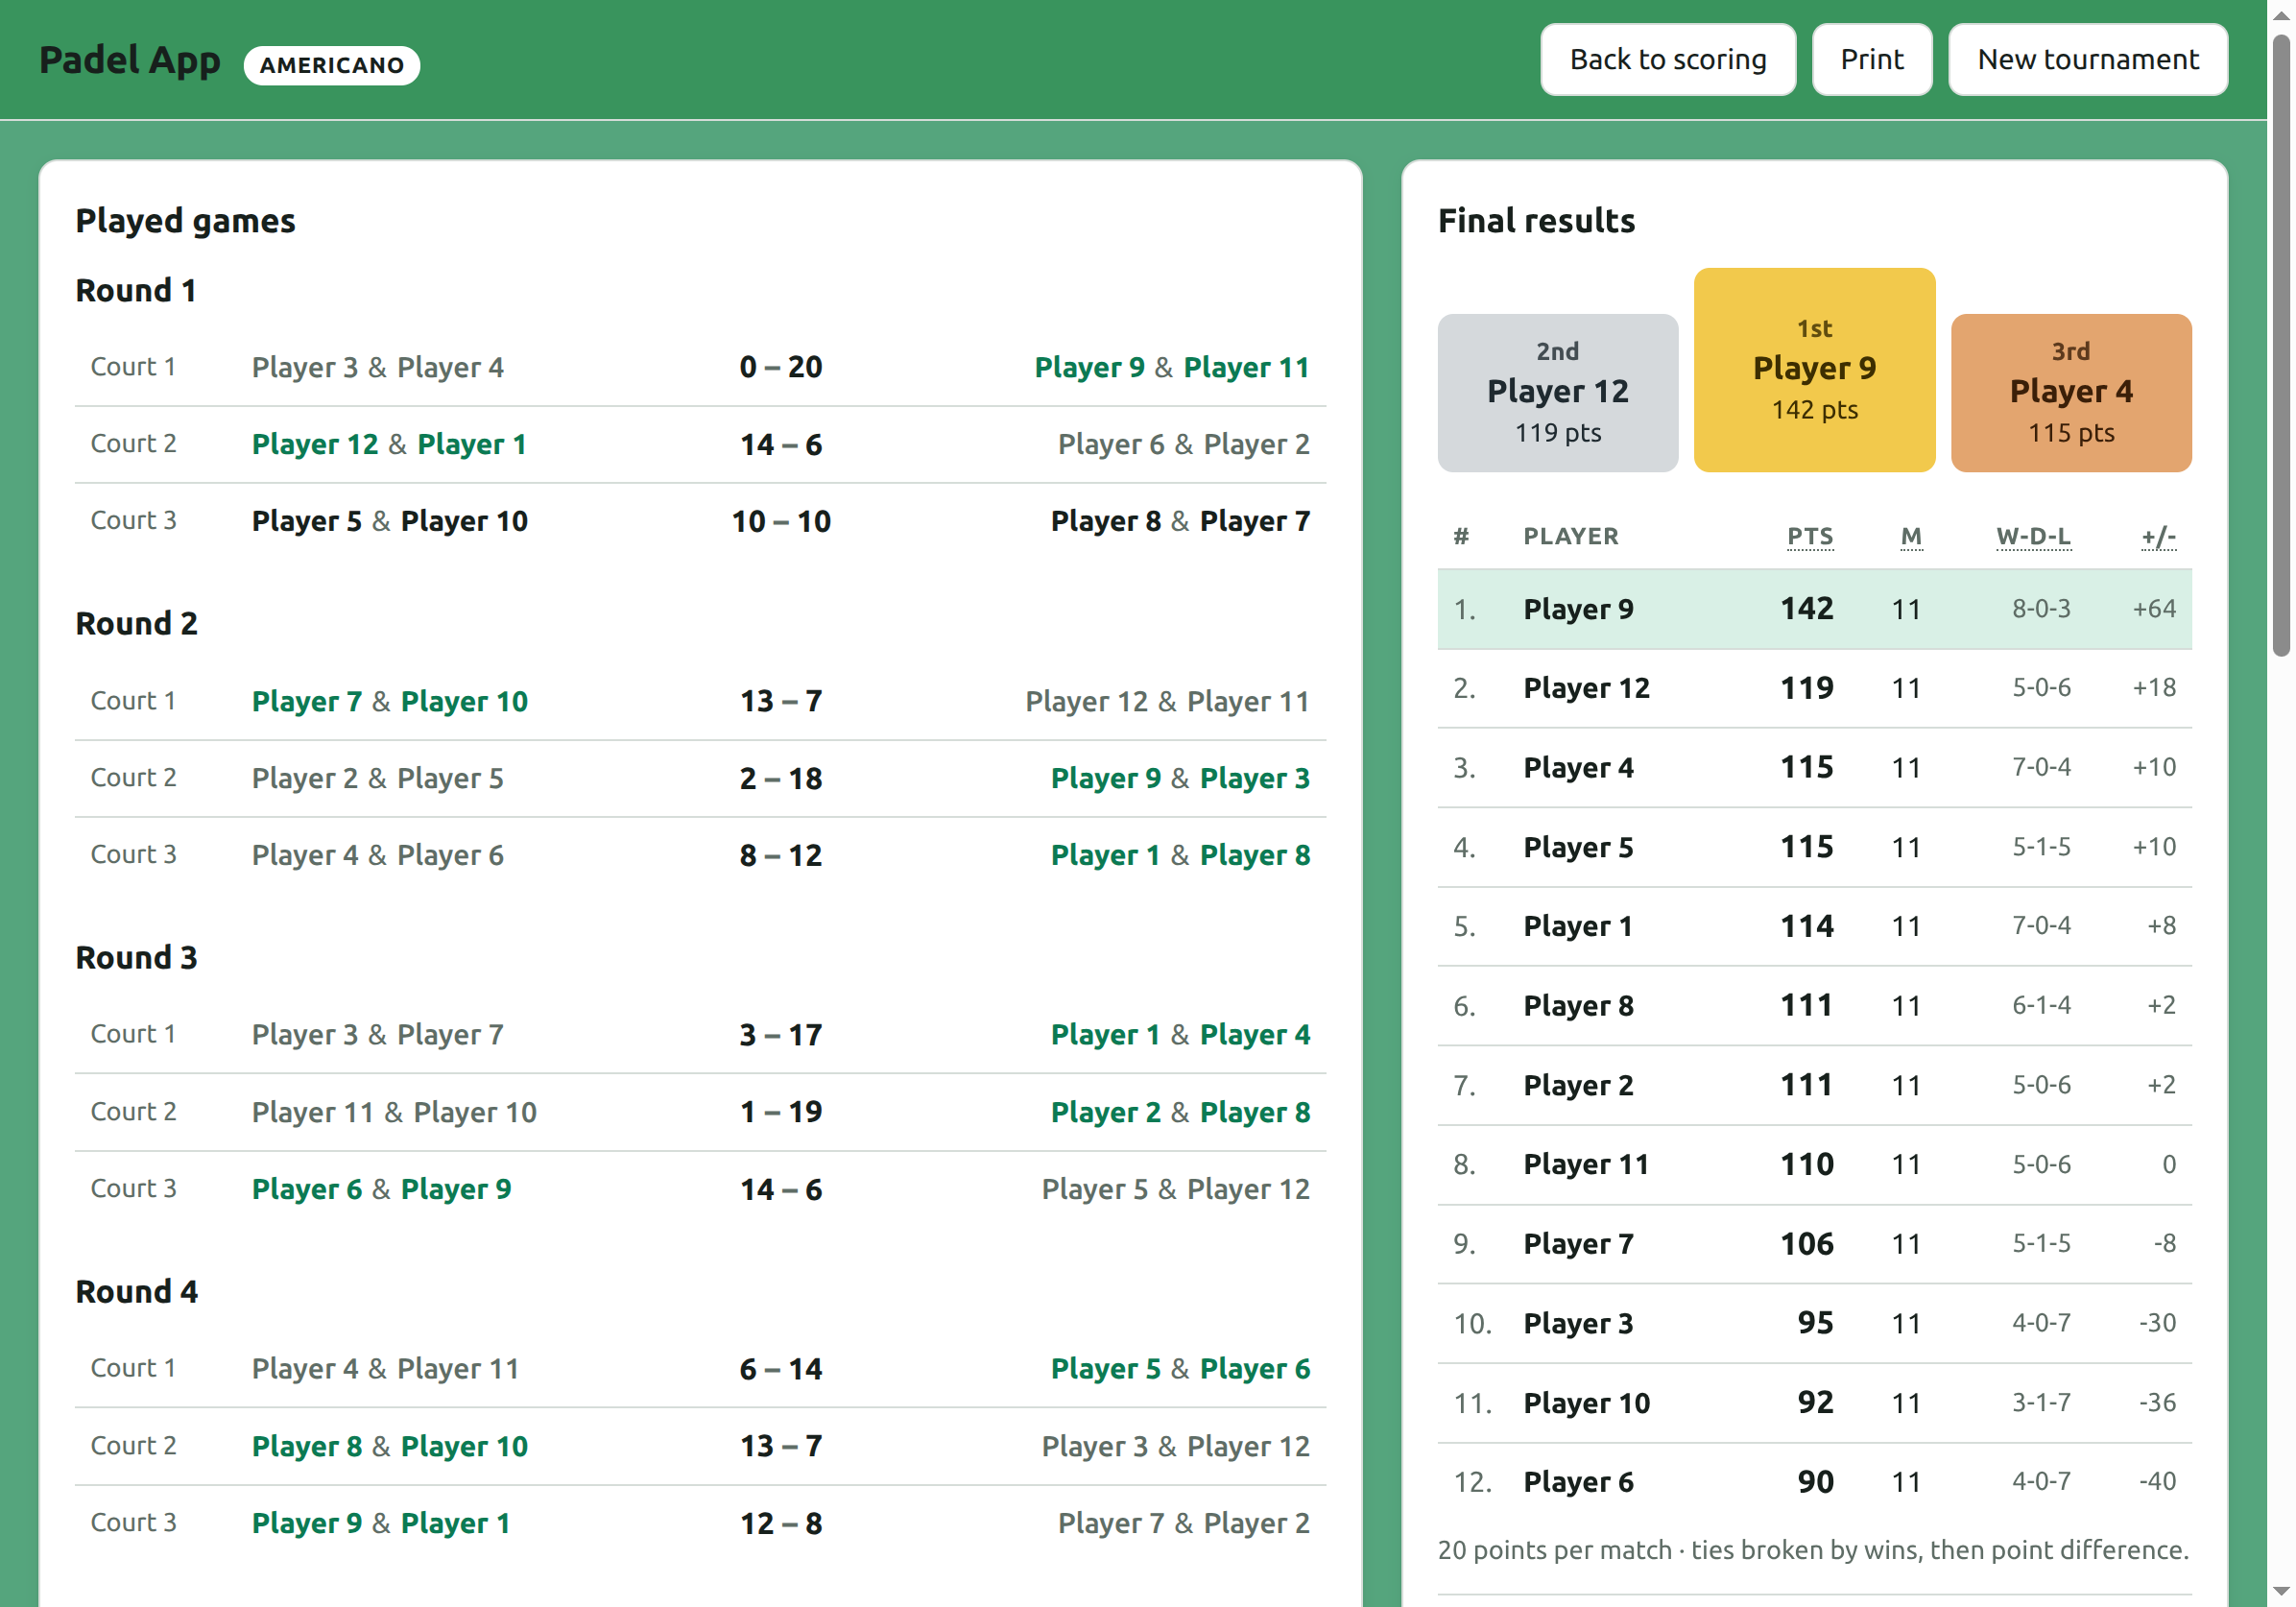 Padel App AMERICANO Back to scoring Print New tournament
Played games
Round 1
Court 1 Player 3 & Player 4 0 – 20 Player 9 & Player 11
Court 2 Player 12 & Player 1 14 – 6 Player 6 & Player 2
Court 3 Player 5 & Player 10 10 – 10 Player 8 & Player 7
Round 2
Court 1 Player 7 & Player 10 13 – 7 Player 12 & Player 11
Court 2 Player 2 & Player 5 2 – 18 Player 9 & Player 3
Court 3 Player 4 & Player 6 8 – 12 Player 1 & Player 8
Round 3
Court 1 Player 3 & Player 7 3 – 17 Player 1 & Player 4
Court 2 Player 11 & Player 10 1 – 19 Player 2 & Player 8
Court 3 Player 6 & Player 9 14 – 6 Player 5 & Player 12
Round 4
Court 1 Player 4 & Player 11 6 – 14 Player 5 & Player 6
Court 2 Player 8 & Player 10 13 – 7 Player 3 & Player 12
Court 3 Player 9 & Player 1 12 – 8 Player 7 & Player 2
Final results
2nd
Player 12
119 pts
1st
Player 9
142 pts
3rd
Player 4
115 pts
# PLAYER PTS M W-D-L +/-
1. Player 9 142 11 8-0-3 +64
2. Player 12 119 11 5-0-6 +18
3. Player 4 115 11 7-0-4 +10
4. Player 5 115 11 5-1-5 +10
5. Player 1 114 11 7-0-4 +8
6. Player 8 111 11 6-1-4 +2
7. Player 2 111 11 5-0-6 +2
8. Player 11 110 11 5-0-6 0
9. Player 7 106 11 5-1-5 -8
10. Player 3 95 11 4-0-7 -30
11. Player 10 92 11 3-1-7 -36
12. Player 6 90 11 4-0-7 -40
20 points per match · ties broken by wins, then point difference.